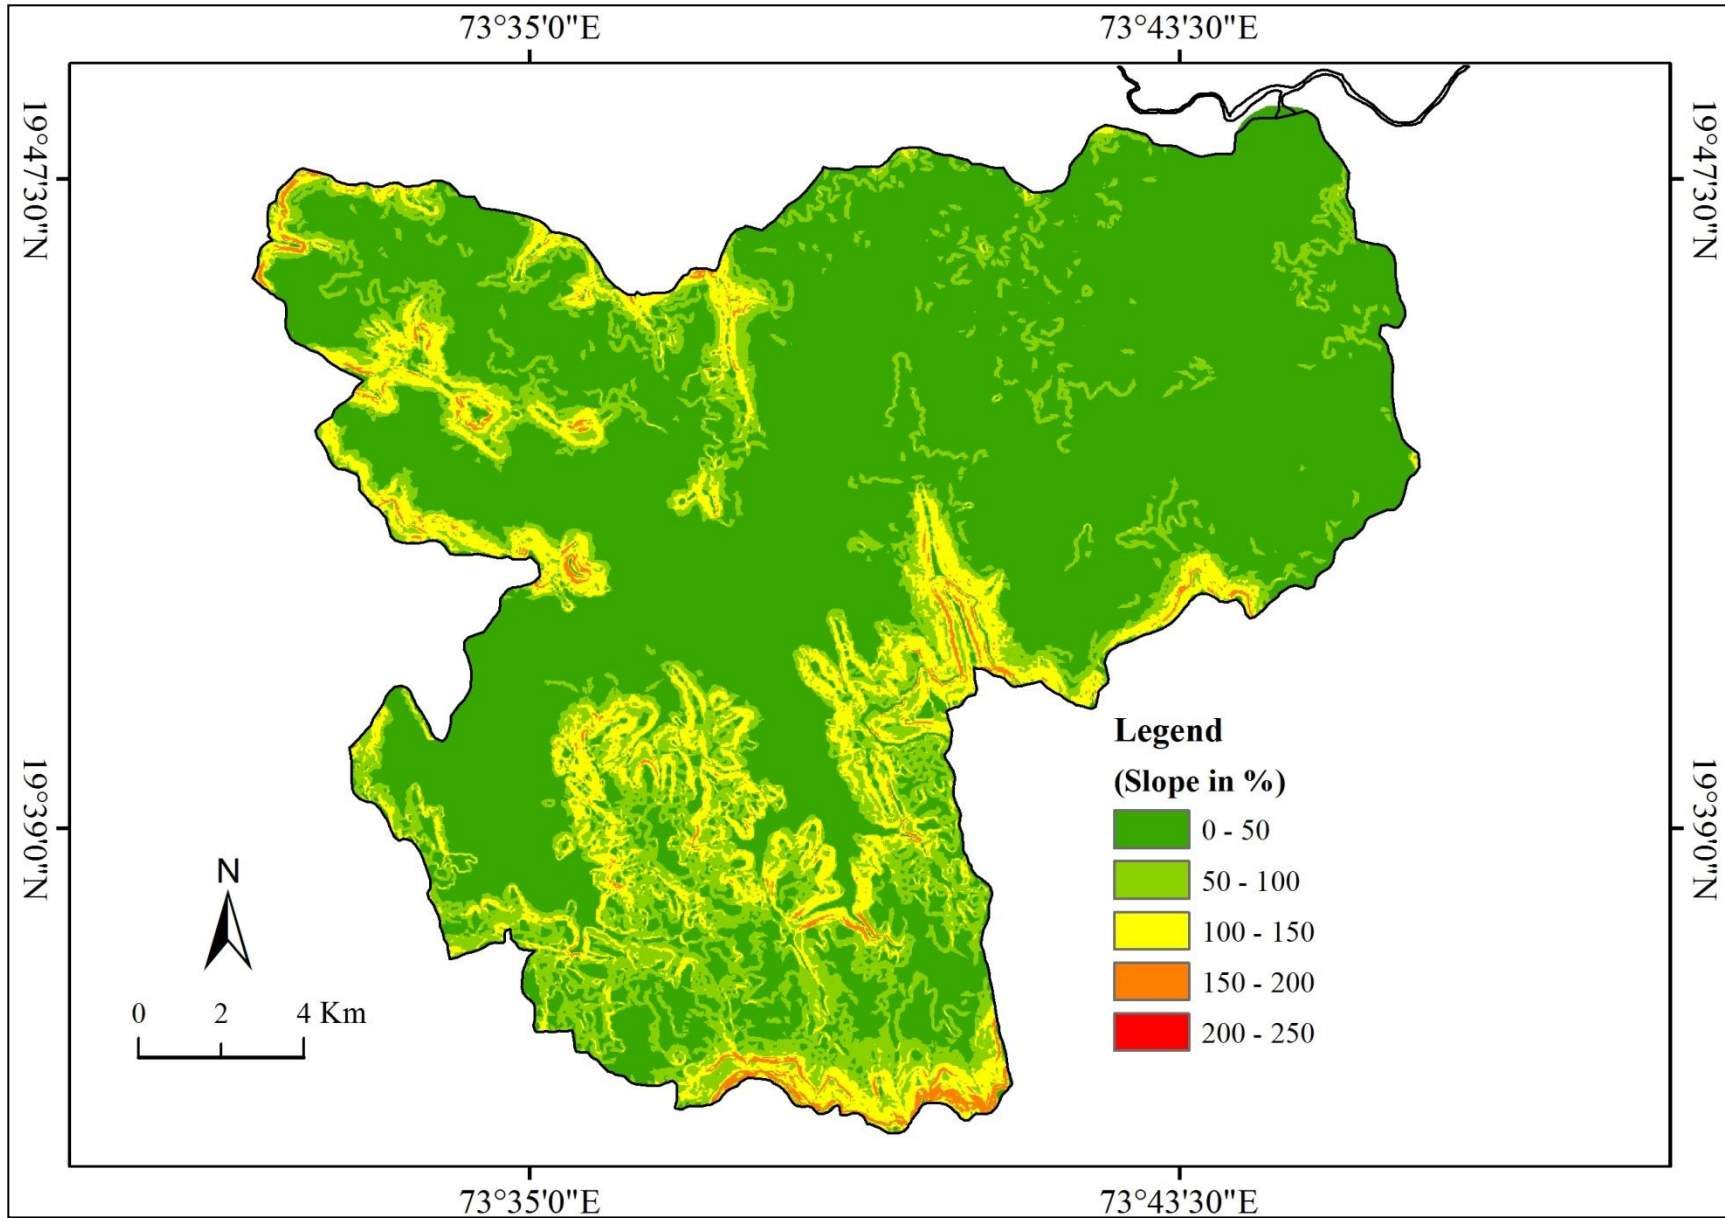 73°35'0"E
73°43'30"E
19°47'30"N
19°47'30"N
Legend
(Slope in %)
0 - 50
50 - 100
100 - 150
150 - 200
200 - 250
19°39'0"N
19°39'0"N
N
0 2 4 Km
73°35'0"E
73°43'30"E